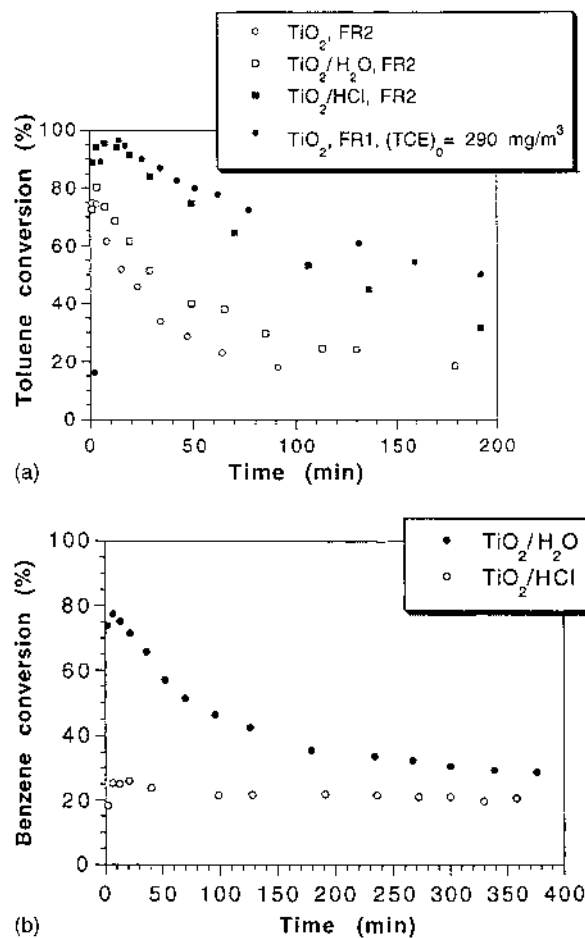 TiO2, FR2
TiO2/H2O, FR2
TiO2/HCl, FR2
TiO2, FR1, (TCE)0= 290 mg/m3
100
80
60
40
20
0
Toluene conversion (%)
0 50 100 150 200
Time (min)
(a)
TiO2/H2O
TiO2/HCl
100
80
60
40
20
0
Benzene conversion (%)
0 50 100 150 200 250 300 350 400
Time (min)
(b)